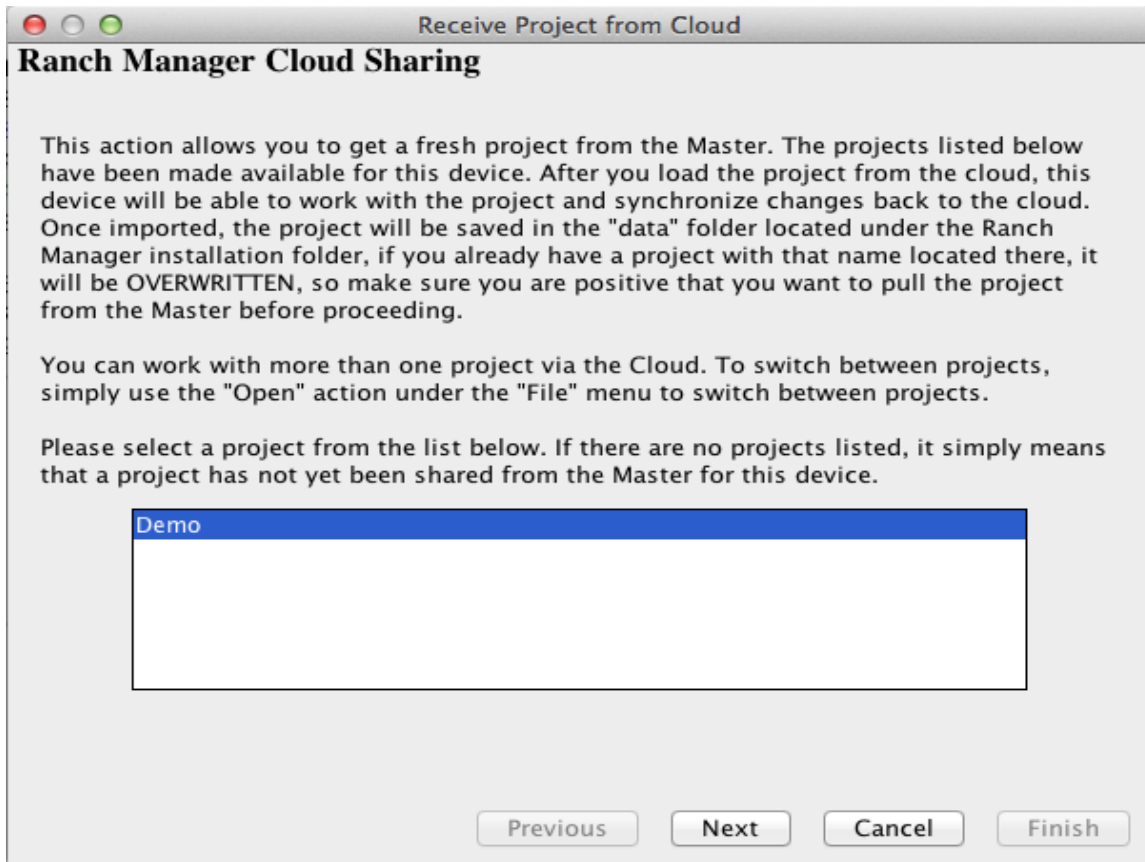 Receive Project from Cloud
Ranch Manager Cloud Sharing
This action allows you to get a fresh project from the Master. The projects listed below
have been made available for this device. After you load the project from the cloud, this
device will be able to work with the project and synchronize changes back to the cloud.
Once imported, the project will be saved in the "data" folder located under the Ranch
Manager installation folder, if you already have a project with that name located there, it
will be OVERWRITTEN, so make sure you are positive that you want to pull the project
from the Master before proceeding.
You can work with more than one project via the Cloud. To switch between projects,
simply use the "Open" action under the "File" menu to switch between projects.
Please select a project from the list below. If there are no projects listed, it simply means
that a project has not yet been shared from the Master for this device.
Demo
Previous Next Cancel Finish